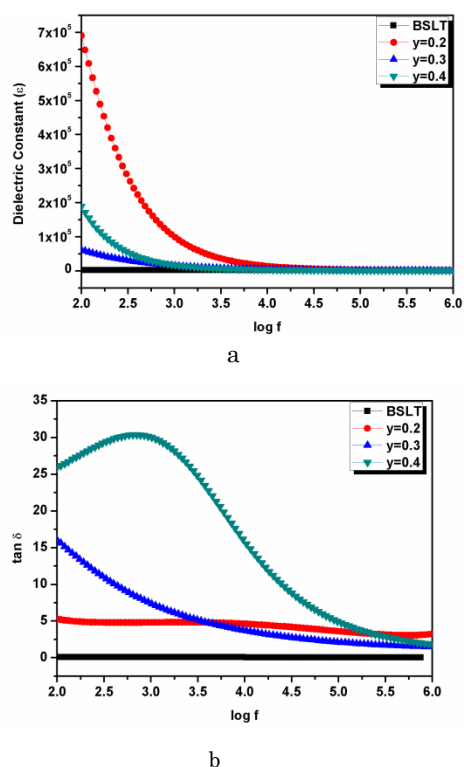 Dielectric Constant (ε)
7x10⁵
6x10⁵
5x10⁵
4x10⁵
3x10⁵
2x10⁵
1x10⁵
0
2.0 2.5 3.0 3.5 4.0 4.5 5.0 5.5 6.0
log f
BSLT
y=0.2
y=0.3
y=0.4
a
tan δ
35
30
25
20
15
10
5
0
2.0 2.5 3.0 3.5 4.0 4.5 5.0 5.5 6.0
log f
BSLT
y=0.2
y=0.3
y=0.4
b